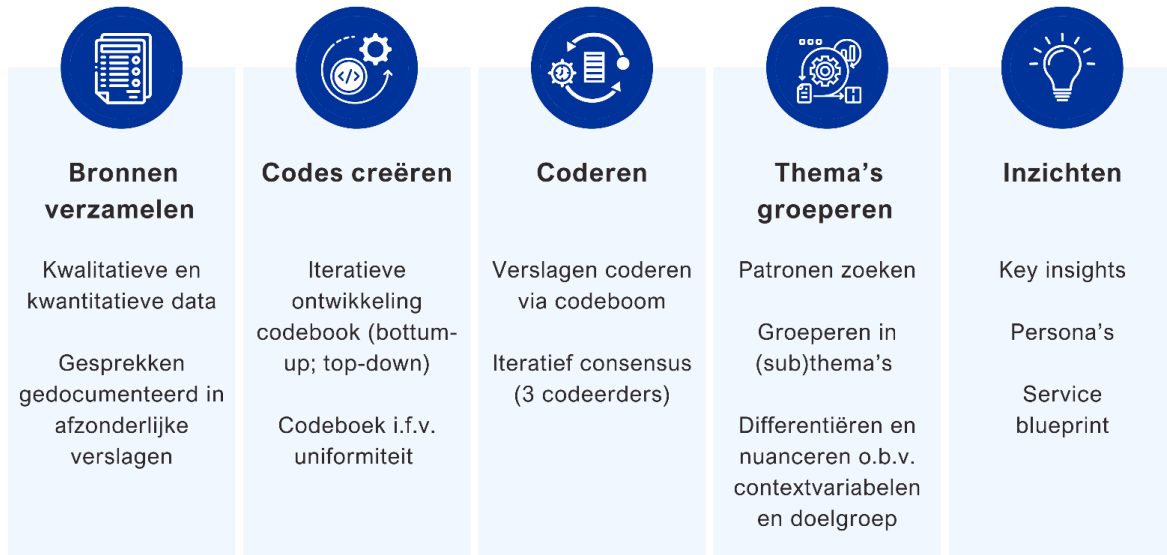 Bronnen
verzamelen
Kwalitatieve en
kwantitatieve data
Gesprekken
gedocumenteerd in
afzonderlijke
verslagen
Codes creëren
Iteratieve
ontwikkeling
codebook (bottum-
up; top-down)
Codeboek i.f.v.
uniformiteit
Coderen
Verslagen coderen
via codeboom
Iteratief consensus
(3 codeerders)
Thema’s
groeperen
Patronen zoeken
Groeperen in
(sub)thema’s
Differentiëren en
nuanceren o.b.v.
contextvariabelen
en doelgroep
Inzichten
Key insights
Persona’s
Service
blueprint